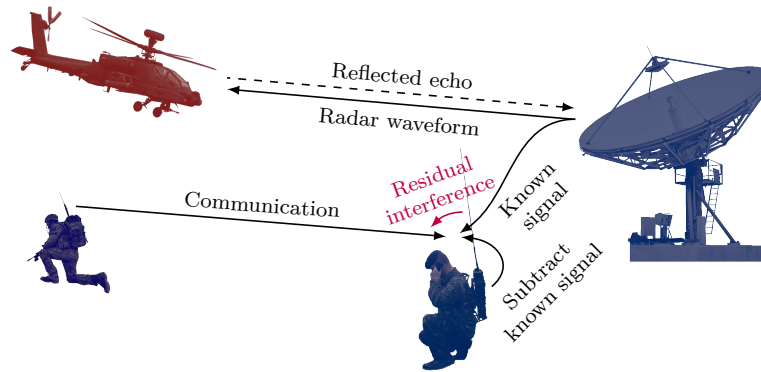 Reflected echo
Radar waveform
Residual
interference
Known
signal
Communication
Subtract
known signal